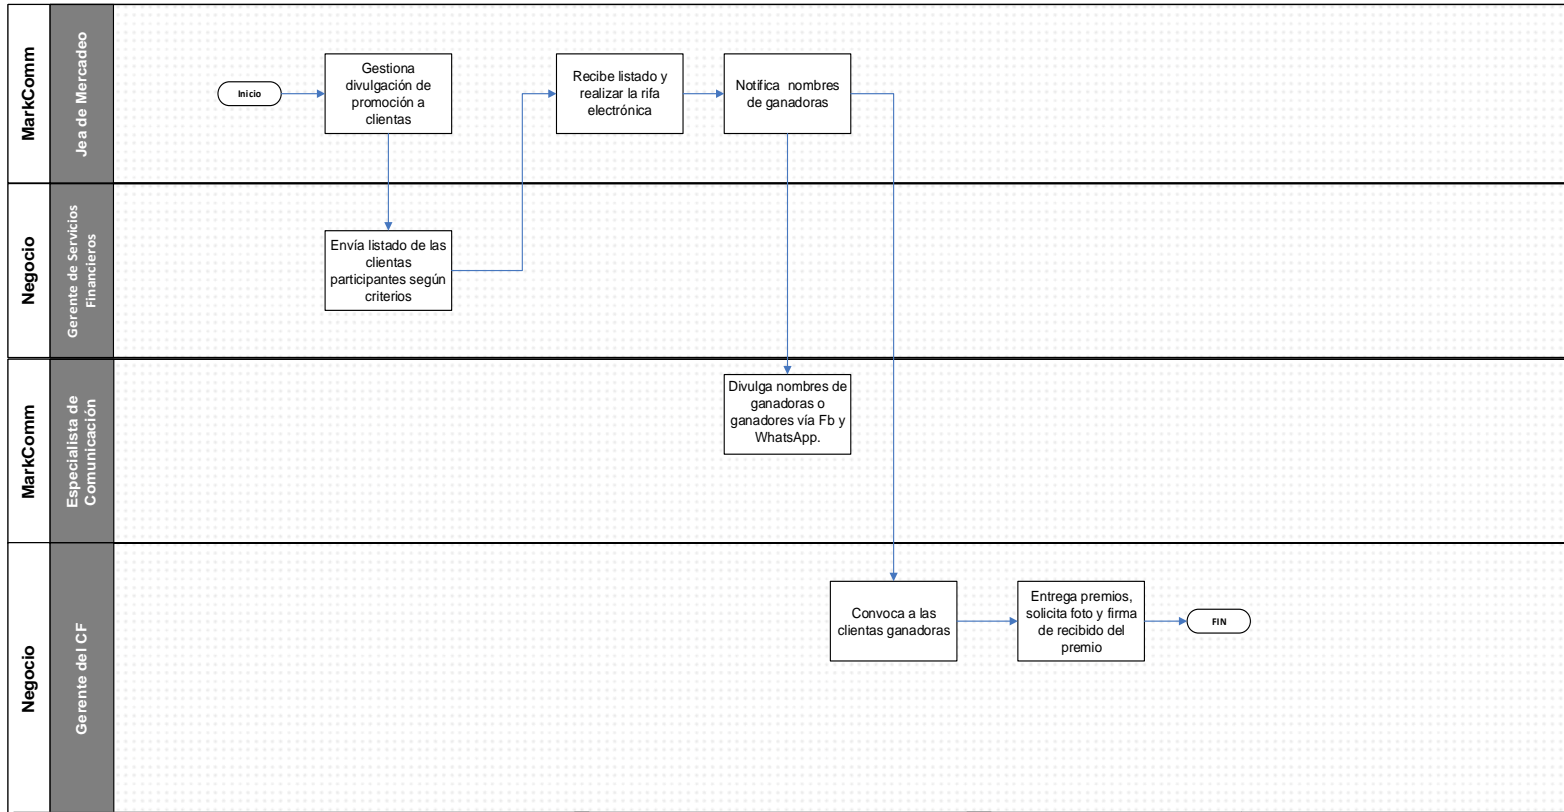 MarkComm
Jea de Mercadeo
Inicio
Gestiona
divulgación de
promoción a
clientas
Recibe listado y
realizar la rifa
electrónica
Notifica  nombres
de ganadoras
Negocio
Gerente de Servicios
Financieros
Envía listado de las
clientas
participantes según
criterios
MarkComm
Especialista de
Comunicación
Divulga nombres de
ganadoras o
ganadores vía Fb y
WhatsApp.
Negocio
Gerente del CF
Convoca a las
clientas ganadoras
Entrega premios,
solicita foto y firma
de recibido del
premio
FIN